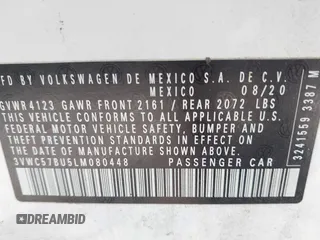 MFD BY VOLKSWAGEN DE MEXICO S.A. DE C.V.
MEXICO 08/20
GVWR 4123 GAWR FRONT 2161 / REAR 2072 LBS
THIS VEHICLE CONFORMS TO ALL APPLICABLE
FEDERAL MOTOR VEHICLE SAFETY, BUMPER, AND
THEFT PREVENTION STANDARDS IN EFFECT ON
THE DATE OF MANUFACTURE SHOWN ABOVE.
3VWC57BU5LM080448 PASSENGER CAR
3241559 3387 M